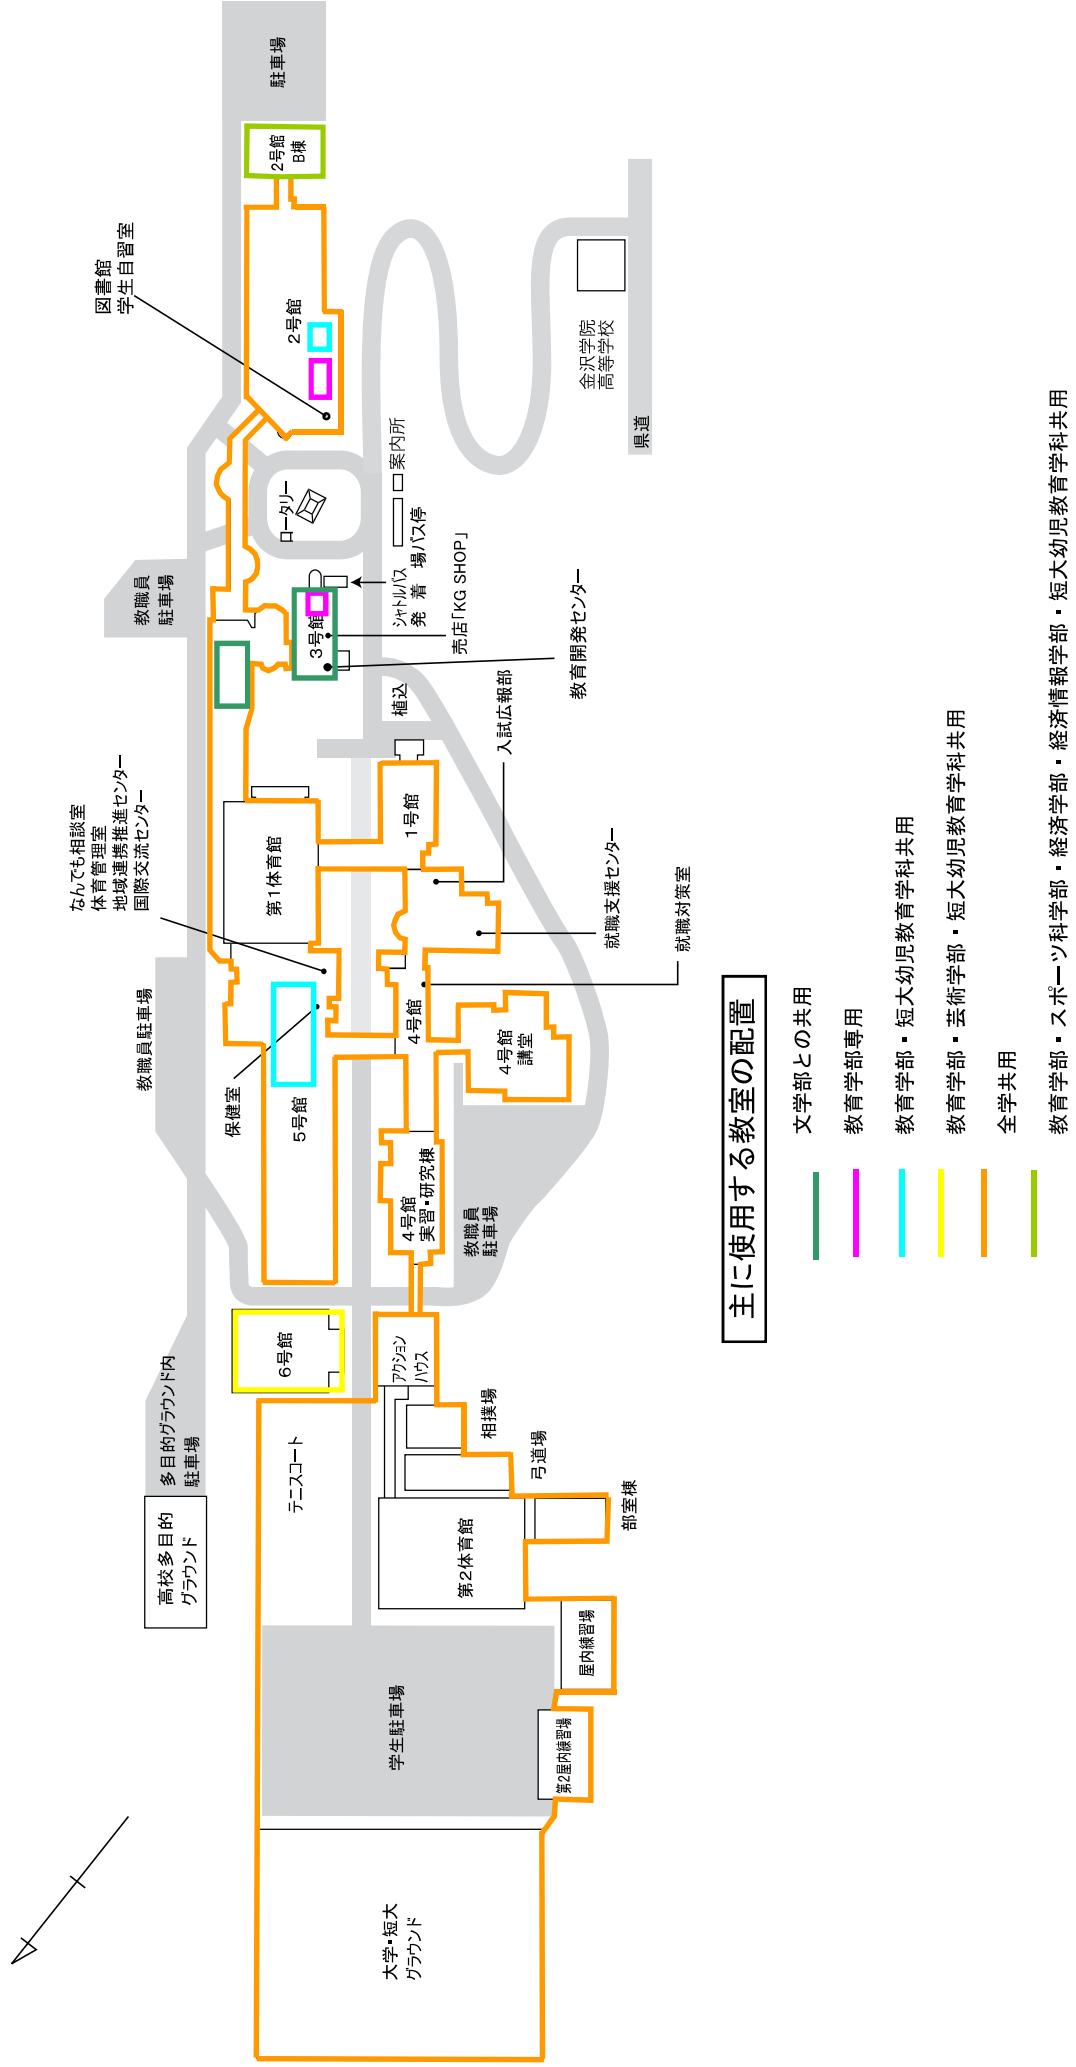 駐車場
2号館
B棟
図書館
学生自習室
2号館
金沢学院
高等学校
県道
案内所
ロータリー
シャトルバス
発着場バス停
売店「KG SHOP」
教育開発センター
3号館
教職員
駐車場
植込
入試広報部
なんでも相談室
体育管理室
地域連携推進センター
国際交流センター
第1体育館
1号館
就職支援センター
就職対策室
教職員駐車場
保健室
5号館
4号館
4号館
講堂
4号館
実習・研究棟
教職員
駐車場
6号館
アクション
ハウス
多目的グラウンド内
駐車場
高校多目的
グラウンド
テニスコート
相撲場
弓道場
部室棟
第2体育館
屋内練習場
第2屋内練習場
学生駐車場
大学・短大
グラウンド
主に使用する教室の配置
文学部との共用
教育学部専用
教育学部・短大幼児教育学科共用
教育学部・芸術学部・短大幼児教育学科共用
全学共用
教育学部・スポーツ科学部・経済学部・経済情報学部・短大幼児教育学科共用